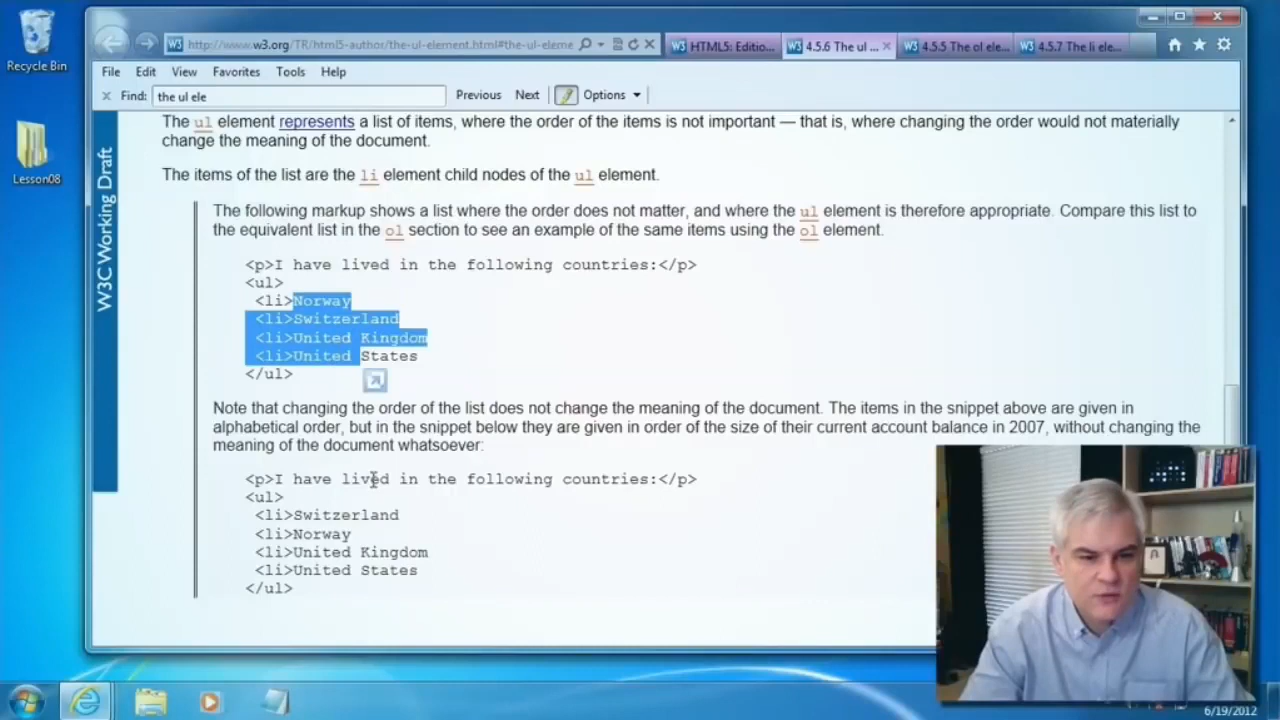 Recycle Bin
Lesson08
W3 http://www.w3.org/TR/html5-author/the-ul-element.html#the-ul-eleme
W3 HTML5: Editio...
W3 4.5.6 The ul ...
W3 4.5.5 The ol ele...
W3 4.5.7 The li ele...
File Edit View Favorites Tools Help
Find: the ul ele Previous Next Options
W3C Working Draft
The ul element represents a list of items, where the order of the items is not important — that is, where changing the order would not materially
change the meaning of the document.
The items of the list are the li element child nodes of the ul element.
The following markup shows a list where the order does not matter, and where the ul element is therefore appropriate. Compare this list to
the equivalent list in the ol section to see an example of the same items using the ol element.
<p>I have lived in the following countries:</p>
<ul>
<li>Norway
<li>Switzerland
<li>United Kingdom
<li>United States
</ul>
Note that changing the order of the list does not change the meaning of the document. The items in the snippet above are given in
alphabetical order, but in the snippet below they are given in order of the size of their current account balance in 2007, without changing the
meaning of the document whatsoever:
<p>I have lived in the following countries:</p>
<ul>
<li>Switzerland
<li>Norway
<li>United Kingdom
<li>United States
</ul>
6/19/2012